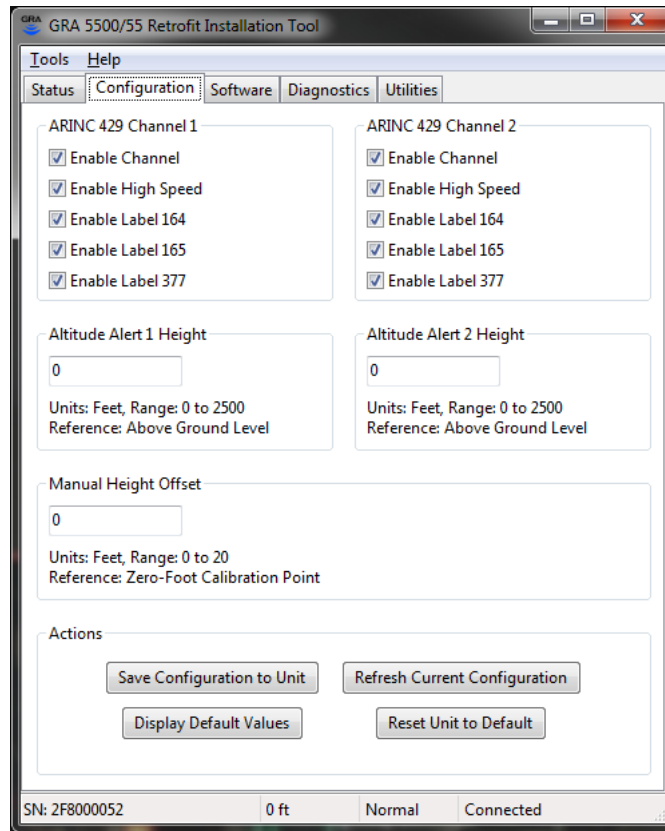 GRA
GRA 5500/55 Retrofit Installation Tool
Tools Help
Status Configuration Software Diagnostics Utilities
ARINC 429 Channel 1
Enable Channel
Enable High Speed
Enable Label 164
Enable Label 165
Enable Label 377
ARINC 429 Channel 2
Enable Channel
Enable High Speed
Enable Label 164
Enable Label 165
Enable Label 377
Altitude Alert 1 Height
0
Units: Feet, Range: 0 to 2500
Reference: Above Ground Level
Altitude Alert 2 Height
0
Units: Feet, Range: 0 to 2500
Reference: Above Ground Level
Manual Height Offset
0
Units: Feet, Range: 0 to 20
Reference: Zero-Foot Calibration Point
Actions
Save Configuration to Unit Refresh Current Configuration
Display Default Values Reset Unit to Default
SN: 2F8000052 0 ft Normal Connected